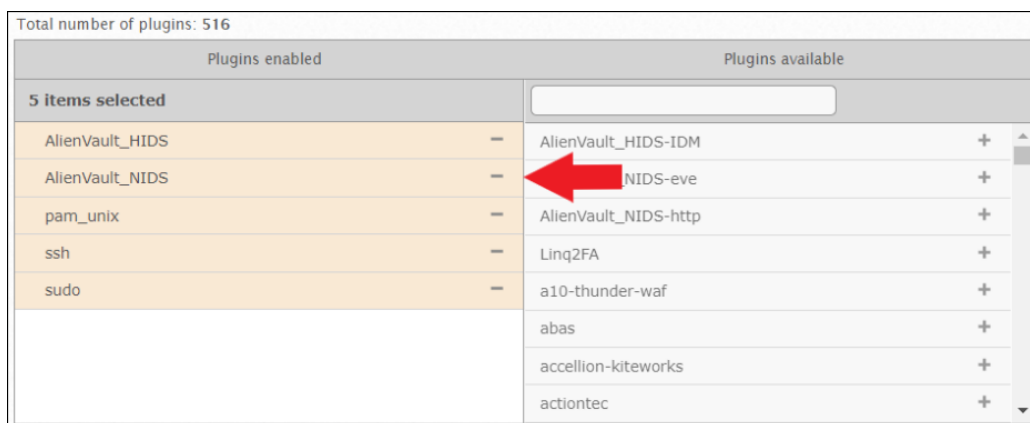 Total number of plugins: 516
Plugins enabled
Plugins available
5 items selected
AlienVault_HIDS
AlienVault_NIDS
pam_unix
ssh
sudo
AlienVault_HIDS-IDM
_NIDS-eve
AlienVault_NIDS-http
Linq2FA
a10-thunder-waf
abas
accellion-kiteworks
actiontec